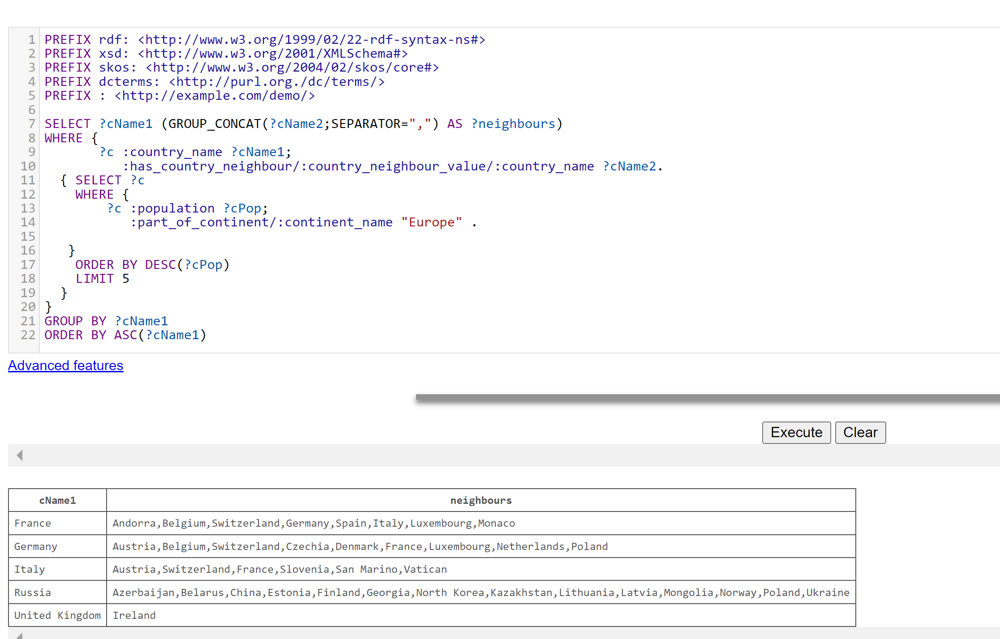 1 PREFIX rdf: <http://www.w3.org/1999/02/22-rdf-syntax-ns#>
2 PREFIX xsd: <http://www.w3.org/2001/XMLSchema#>
3 PREFIX skos: <http://www.w3.org/2004/02/skos/core#>
4 PREFIX dcterms: <http://purl.org./dc/terms/>
5 PREFIX : <http://example.com/demo/>
6
7 SELECT ?cName1 (GROUP_CONCAT(?cName2;SEPARATOR=",") AS ?neighbours)
8 WHERE {
9 ?c :country_name ?cName1;
10 :has_country_neighbour/:country_neighbour_value/:country_name ?cName2.
11 { SELECT ?c
12 WHERE {
13 ?c :population ?cPop;
14 :part_of_continent/:continent_name "Europe" .
15
16 }
17 ORDER BY DESC(?cPop)
18 LIMIT 5
19 }
20 }
21 GROUP BY ?cName1
22 ORDER BY ASC(?cName1)
Advanced features
Execute Clear
cName1 neighbours
France Andorra,Belgium,Switzerland,Germany,Spain,Italy,Luxembourg,Monaco
Germany Austria,Belgium,Switzerland,Czechia,Denmark,France,Luxembourg,Netherlands,Poland
Italy Austria,Switzerland,France,Slovenia,San Marino,Vatican
Russia Azerbaijan,Belarus,China,Estonia,Finland,Georgia,North Korea,Kazakhstan,Lithuania,Latvia,Mongolia,Norway,Poland,Ukraine
United Kingdom Ireland